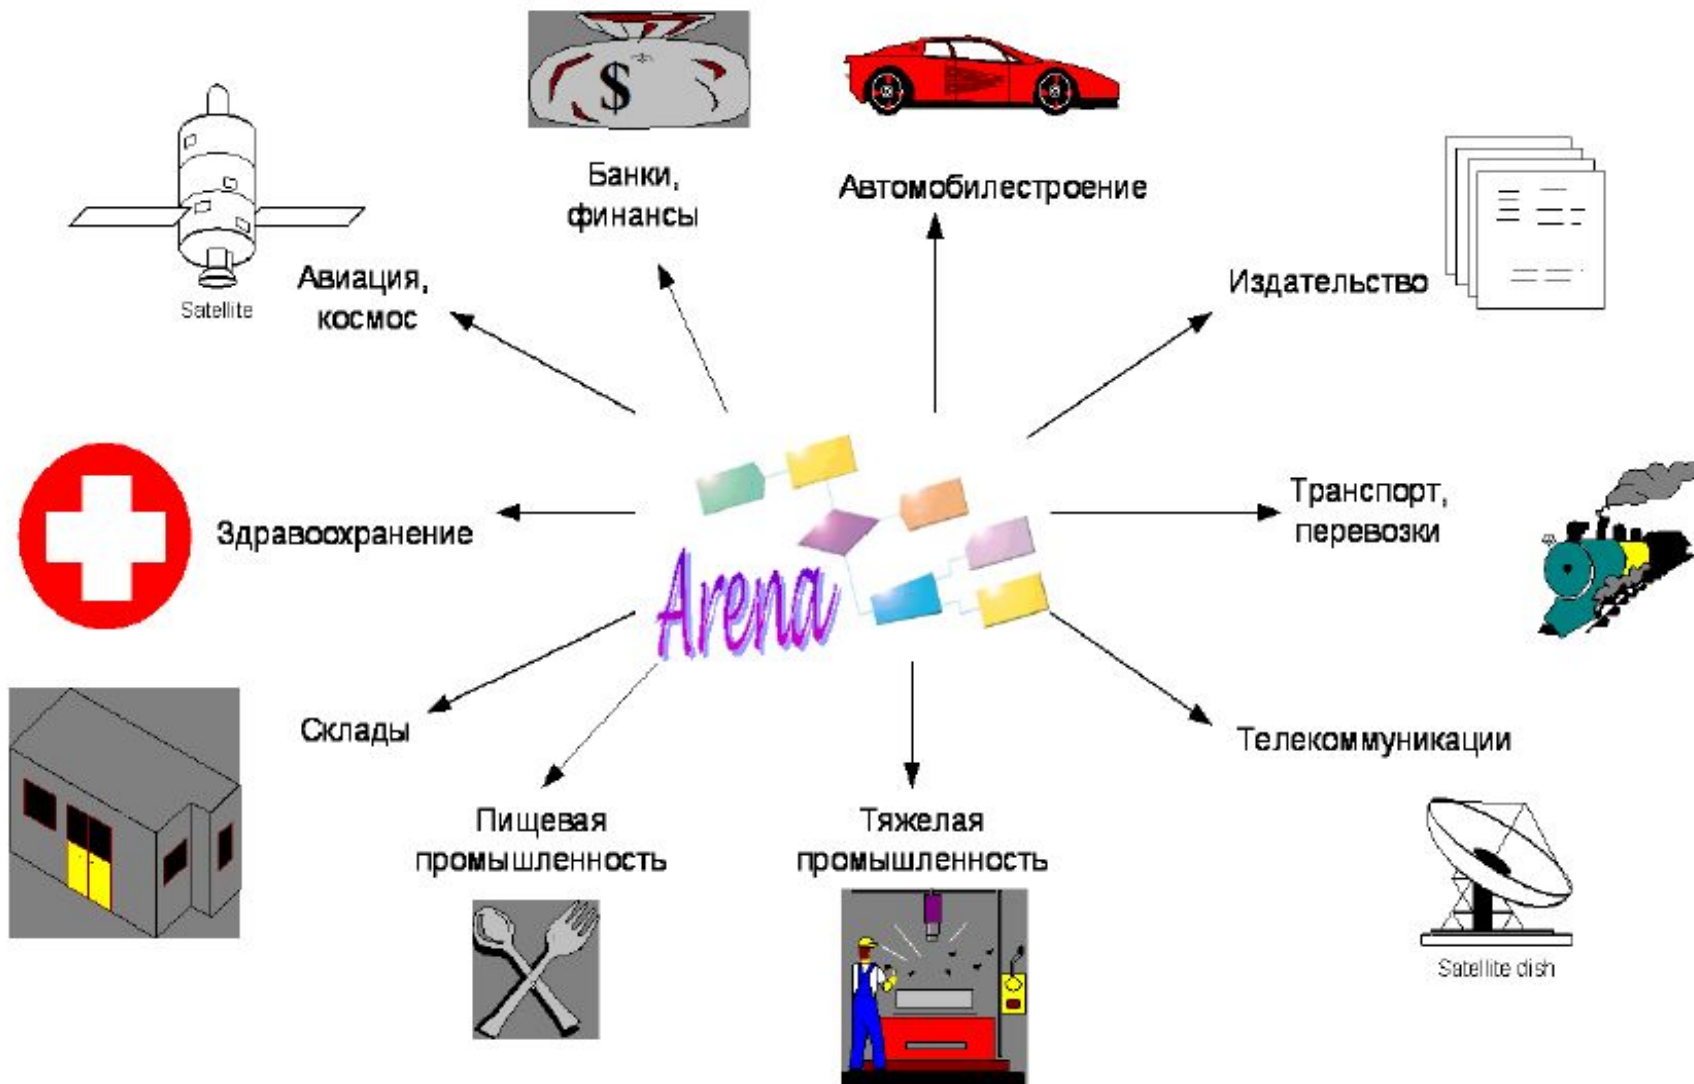 $
Банки,
финансы
Автомобилестроение
Издательство
Авиация,
космос
Satellite
Транспорт,
перевозки
Здравоохранение
Arena
Склады
Телекоммуникации
Пищевая
промышленность
Тяжелая
промышленность
Satellite dish